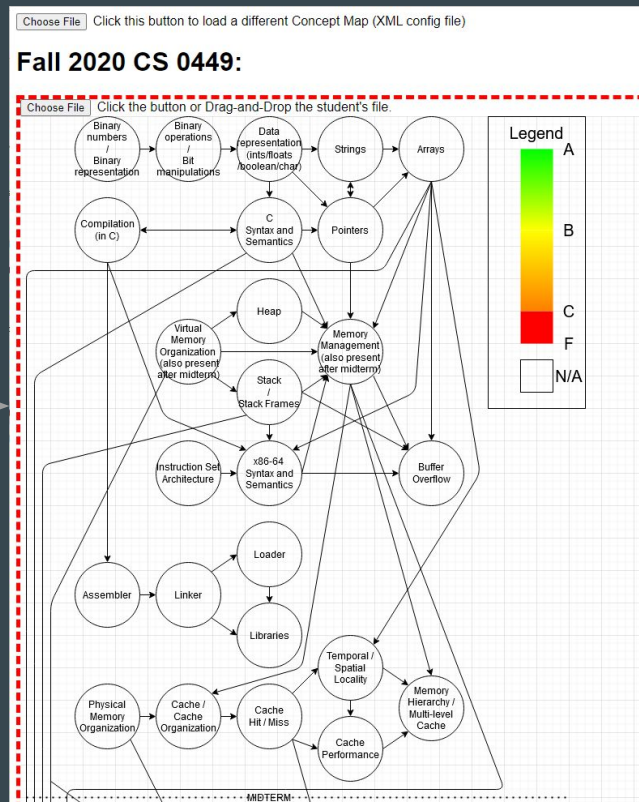 Choose File Click this button to load a different Concept Map (XML config file)
Fall 2020 CS 0449:
Choose File Click the button or Drag-and-Drop the student's file.
Binary
numbers
/
Binary
representation
Binary
operations
/
Bit
manipulations
Data
representation
(ints/floats
/boolean/char)
Strings
Arrays
Legend
A
B
C
F
N/A
Compilation
(in C)
C
Syntax and
Semantics
Pointers
Heap
Virtual
Memory
Organization
(also present
after midterm)
Memory
Management
(also present
after midterm)
Stack
/
Stack Frames
Instruction Set
Architecture
x86-64
Syntax and
Semantics
Buffer
Overflow
Loader
Assembler
Linker
Libraries
Temporal /
Spatial
Locality
Physical
Memory
Organization
Cache /
Cache
Organization
Cache
Hit / Miss
Memory
Hierarchy /
Multi-level
Cache
Cache
Performance
MIDTERM